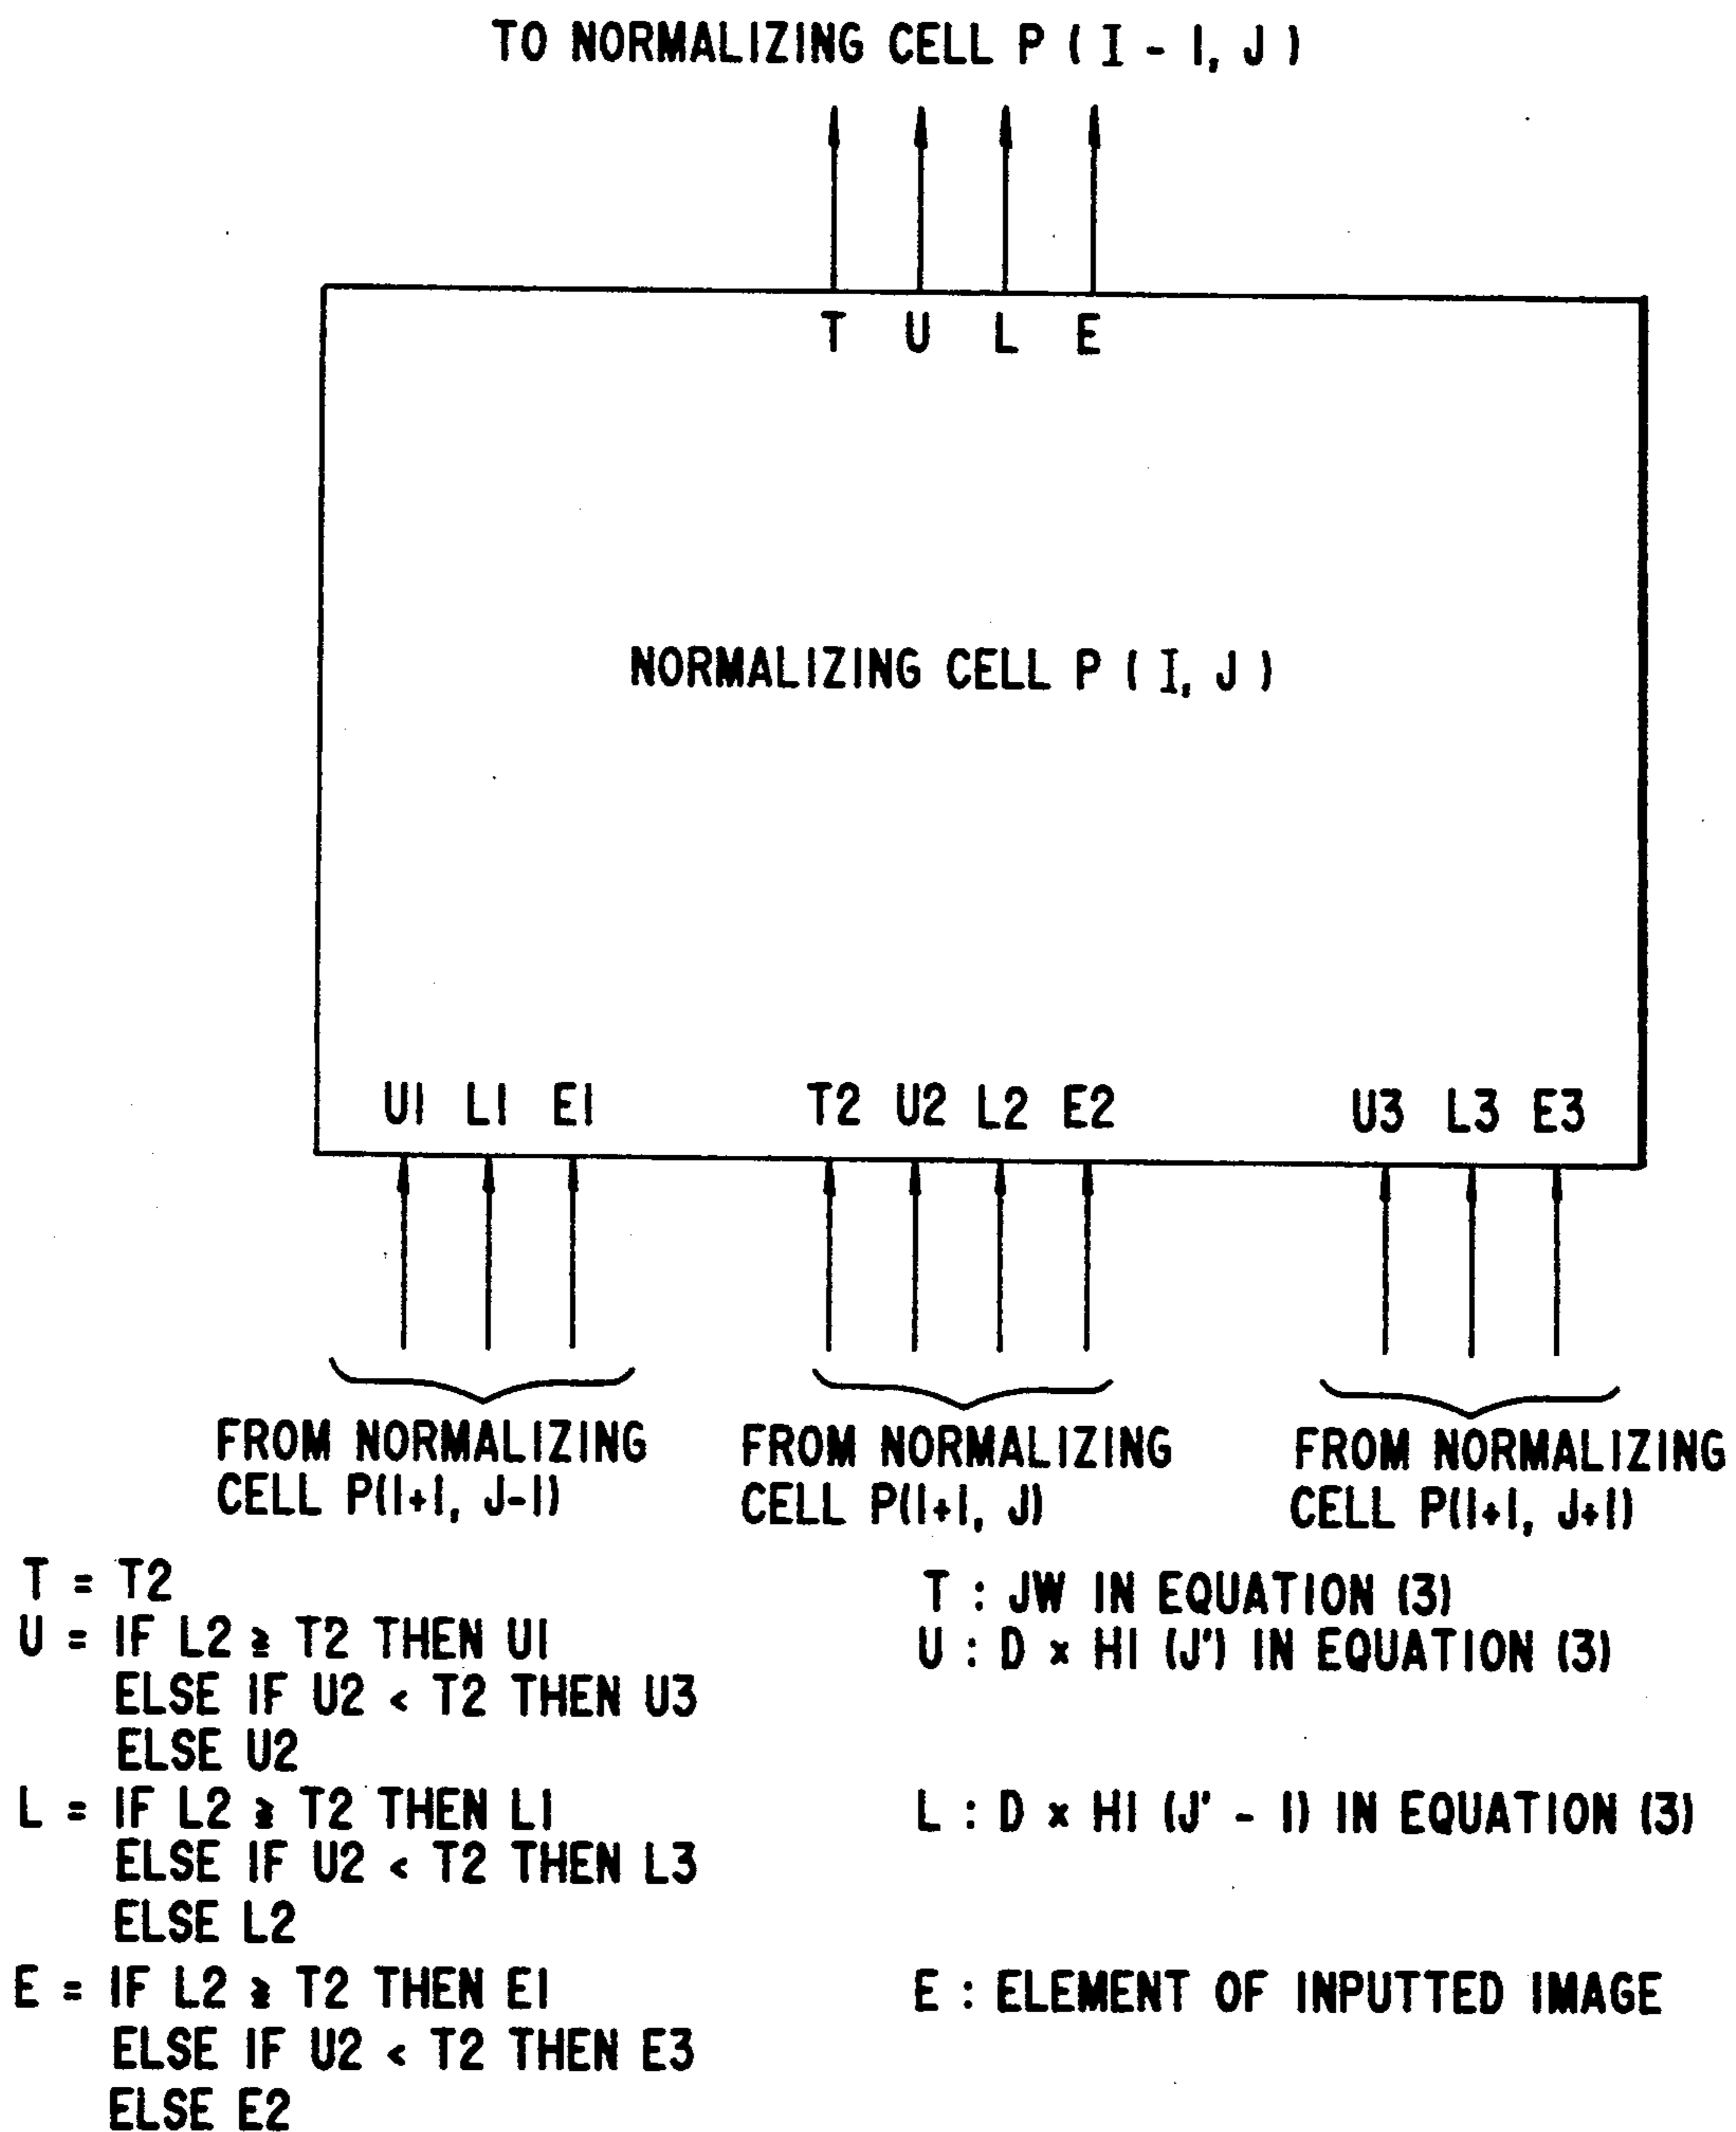 TO NORMALIZING CELL P ( I - 1, J )
T U L E
NORMALIZING CELL P ( I, J )
U1 L1 E1 T2 U2 L2 E2 U3 L3 E3
FROM NORMALIZING
CELL P(I+1, J-1)
FROM NORMALIZING
CELL P(I+1, J)
FROM NORMALIZING
CELL P(I+1, J+1)
T = T2
U = IF L2 ≧ T2 THEN U1
ELSE IF U2 < T2 THEN U3
ELSE U2
L = IF L2 ≧ T2 THEN L1
ELSE IF U2 < T2 THEN L3
ELSE L2
E = IF L2 ≧ T2 THEN E1
ELSE IF U2 < T2 THEN E3
ELSE E2
T : JW IN EQUATION (3)
U : D × HI (J') IN EQUATION (3)
L : D × HI (J' - 1) IN EQUATION (3)
E : ELEMENT OF INPUTTED IMAGE